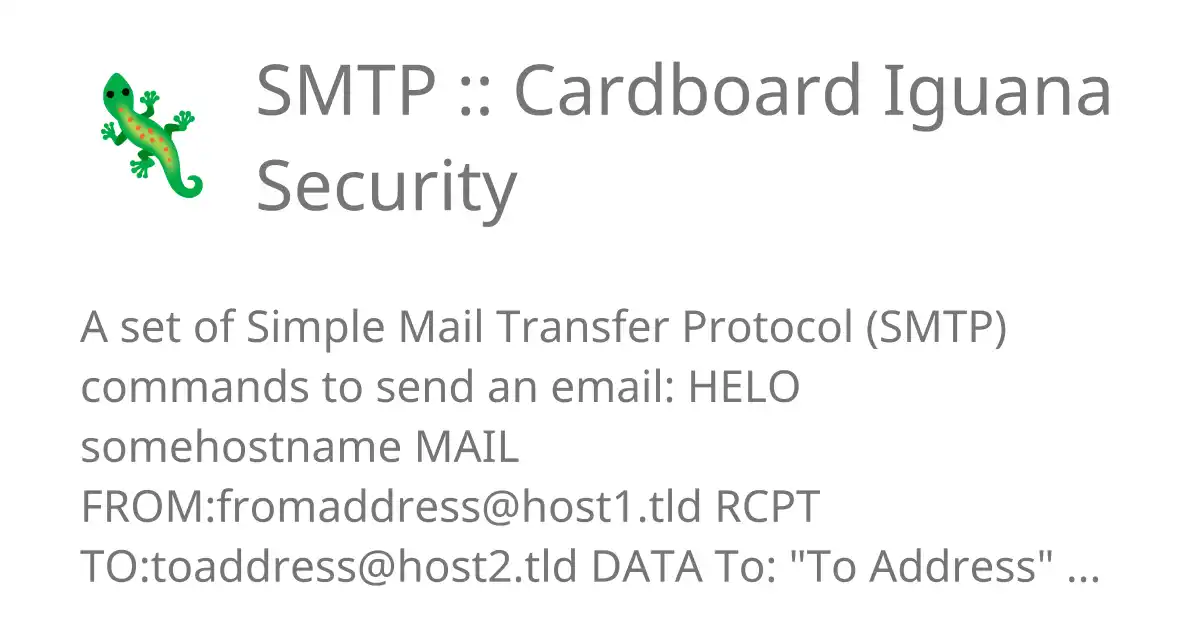 SMTP :: Cardboard Iguana
Security
A set of Simple Mail Transfer Protocol (SMTP)
commands to send an email: HELO
somehostname MAIL
FROM:fromaddress@host1.tld RCPT
TO:toaddress@host2.tld DATA To: "To Address" ...